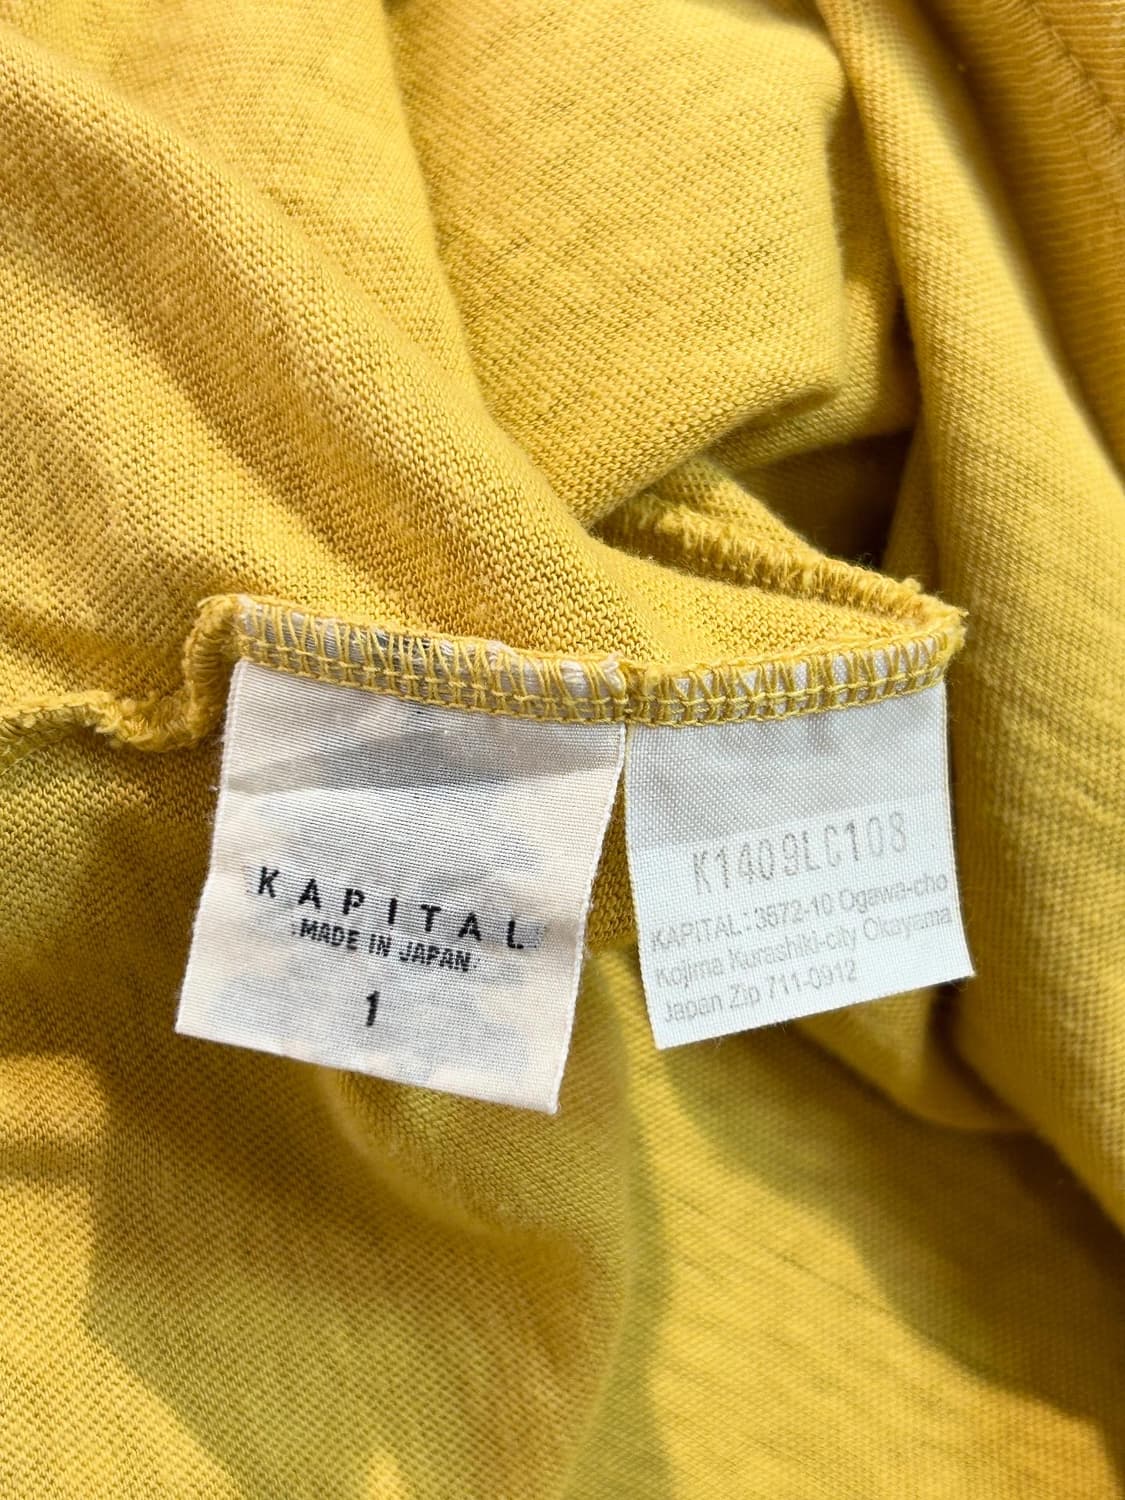 KAPITAL
MADE IN JAPAN
1
K1409LC108
KAPITAL:3672-10 Ogawa-cho
Kojima Kurashiki-city Okayama
Japan Zip 711-0912